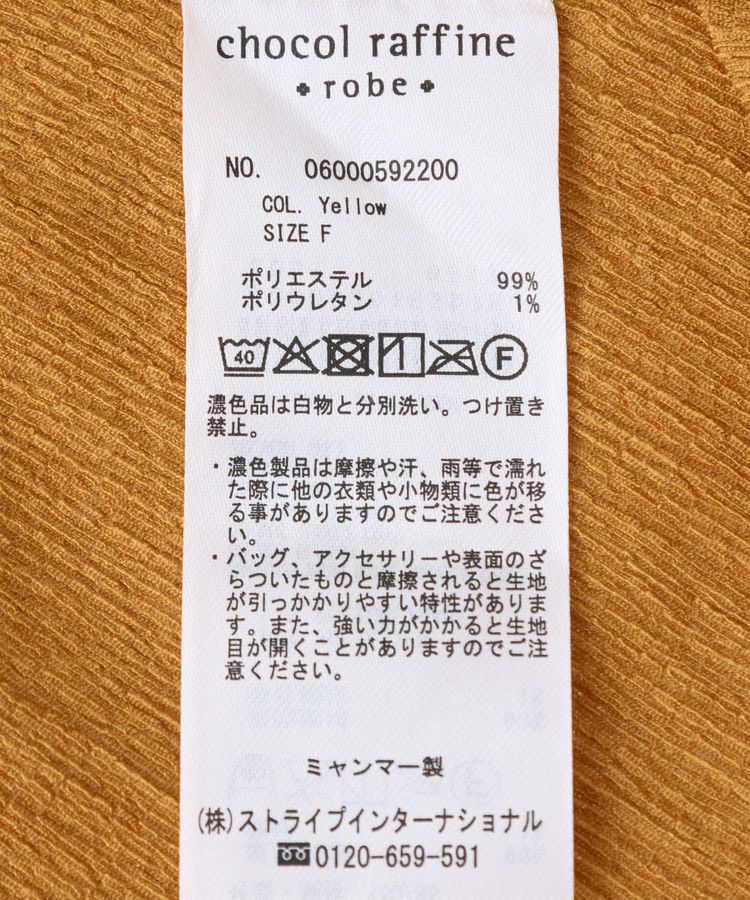 chocol raffine
robe
NO. 06000592200
COL. Yellow
SIZE F
ポリエステル 99%
ポリウレタン 1%
40 F
濃色品は白物と分別洗い。つけ置き
禁止。
・濃色製品は摩擦や汗、雨等で濡れ
た際に他の衣類や小物類に色が移
る事がありますのでご注意くださ
い。
・バッグ、アクセサリーや表面のざ
らついたものと摩擦されると生地
が引っかかりやすい特性がありま
す。また、強い力がかかると生地
目が開くことがありますのでご注
意ください。
ミャンマー製
(株)ストライプインターナショナル
0120-659-591